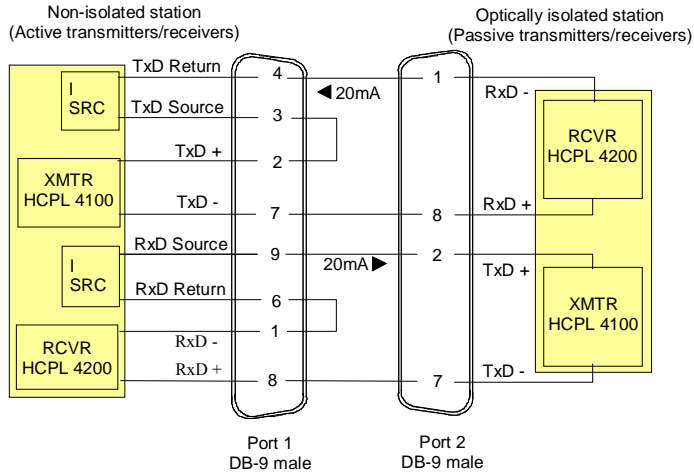 Non-isolated station
(Active transmitters/receivers)
Optically isolated station
(Passive transmitters/receivers)
I
SRC
TxD Return
4
1
RxD -
◄ 20mA
TxD Source
3
RCVR
HCPL 4200
TxD +
2
XMTR
HCPL 4100
TxD -
7
8
RxD +
RxD Source
9
2
20mA ►
TxD +
I
SRC
RxD Return
6
XMTR
HCPL 4100
1
RxD -
RCVR
HCPL 4200
RxD +
8
7
TxD -
Port 1
DB-9 male
Port 2
DB-9 male